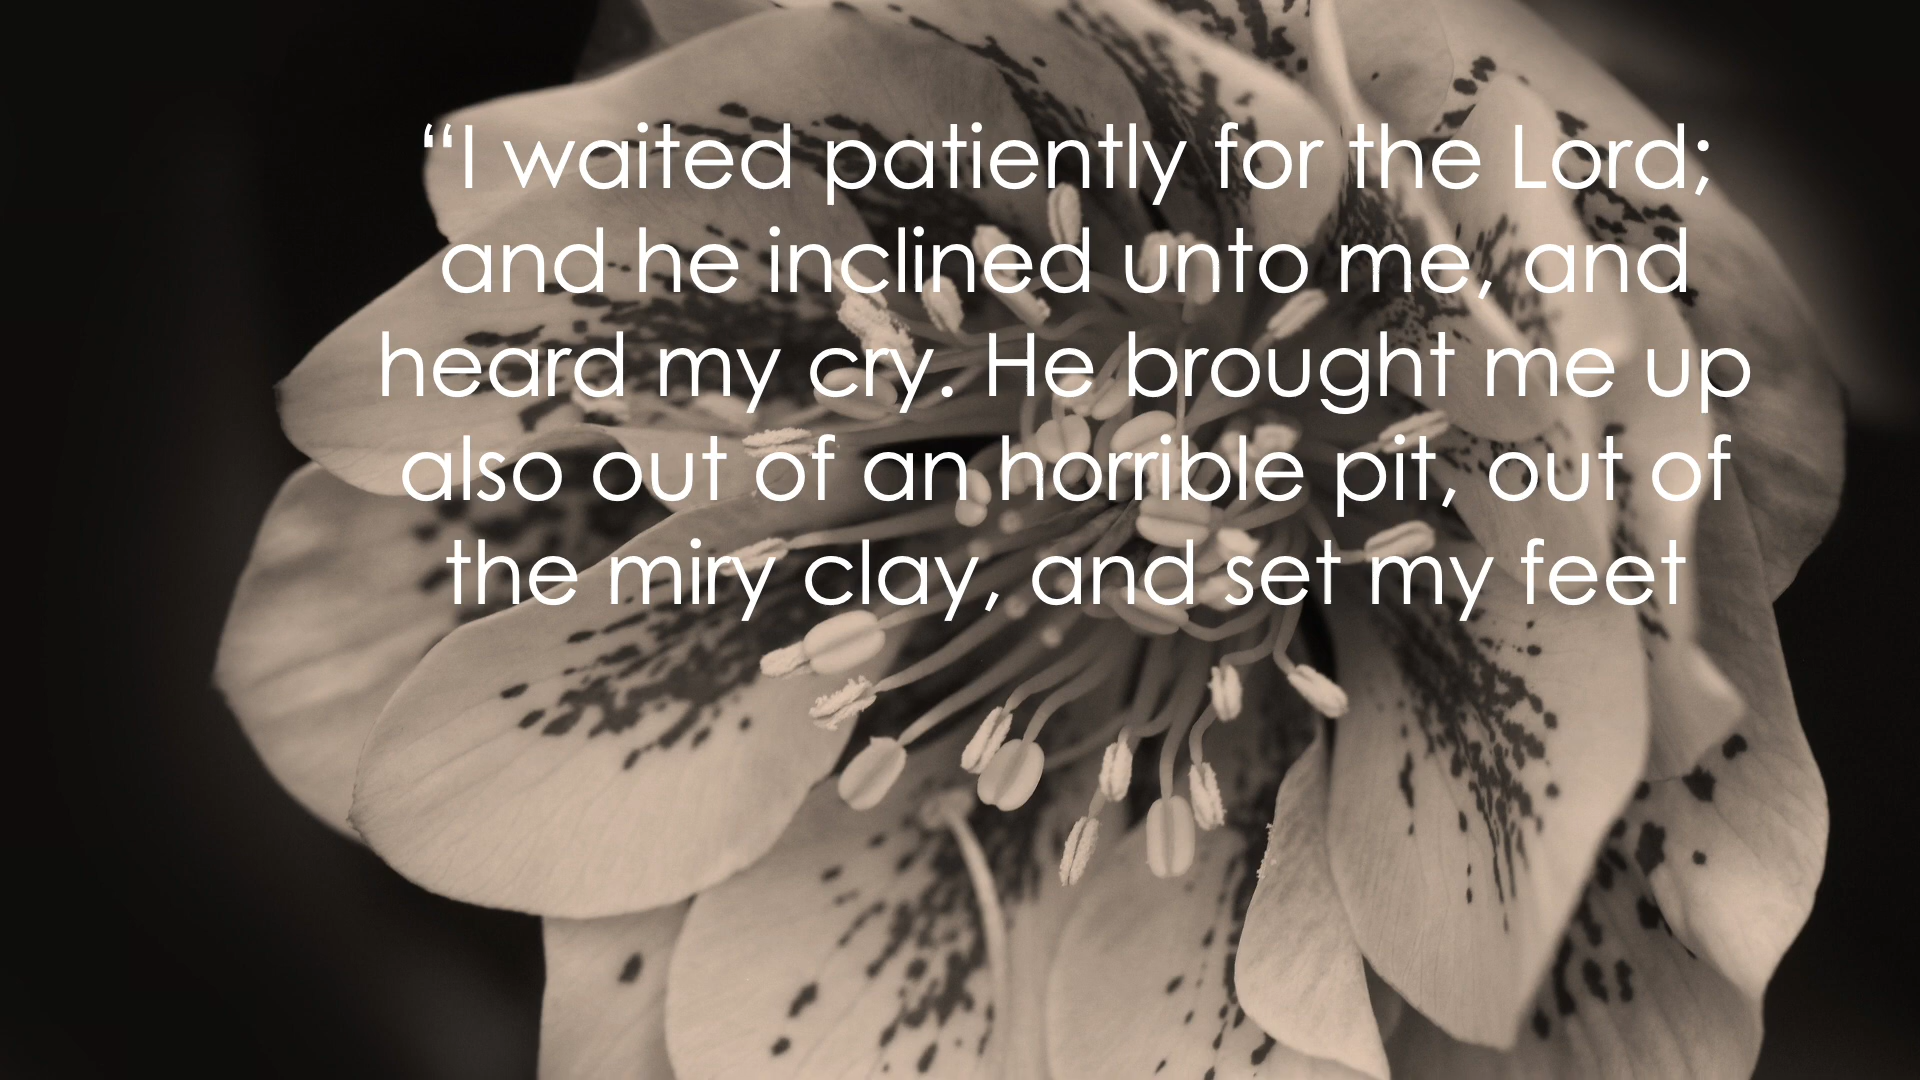 “I waited patiently for the Lord;
and he inclined unto me, and
heard my cry. He brought me up
also out of an horrible pit, out of
the miry clay, and set my feet